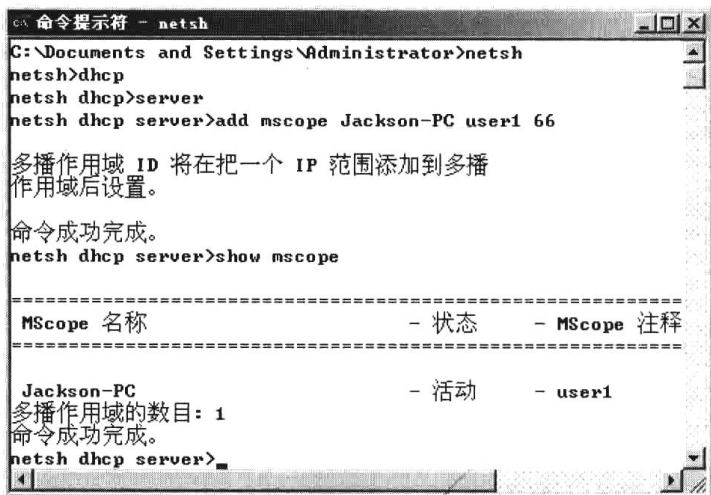 命令提示符 - netsh
C:\Documents and Settings\Administrator>netsh
netsh>dhcp
netsh dhcp>server
netsh dhcp server>add mscope Jackson-PC user1 66
多播作用域 ID 将在把一个 IP 范围添加到多播
作用域后设置。
命令成功完成。
netsh dhcp server>show mscope
======================================================
MScope 名称 - 状态 - MScope 注释
======================================================
Jackson-PC - 活动 - user1
多播作用域的数目: 1
命令成功完成。
netsh dhcp server>_